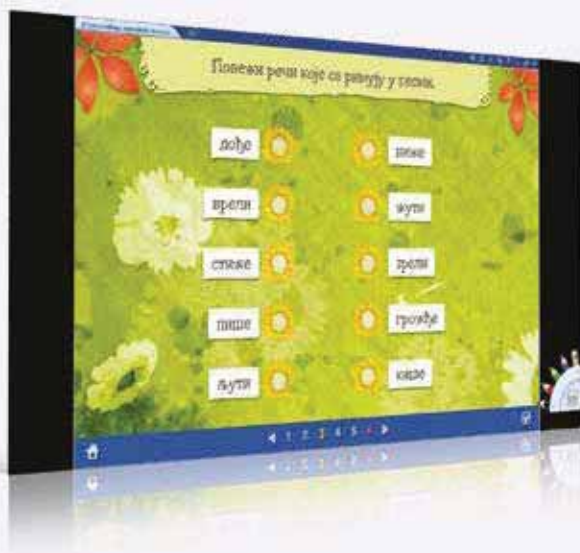 Повежи речи које се римују у песми.
дође ниже
врели жути
стиже зрели
пише грожђе
љути кише
1 2 3 4 5 6